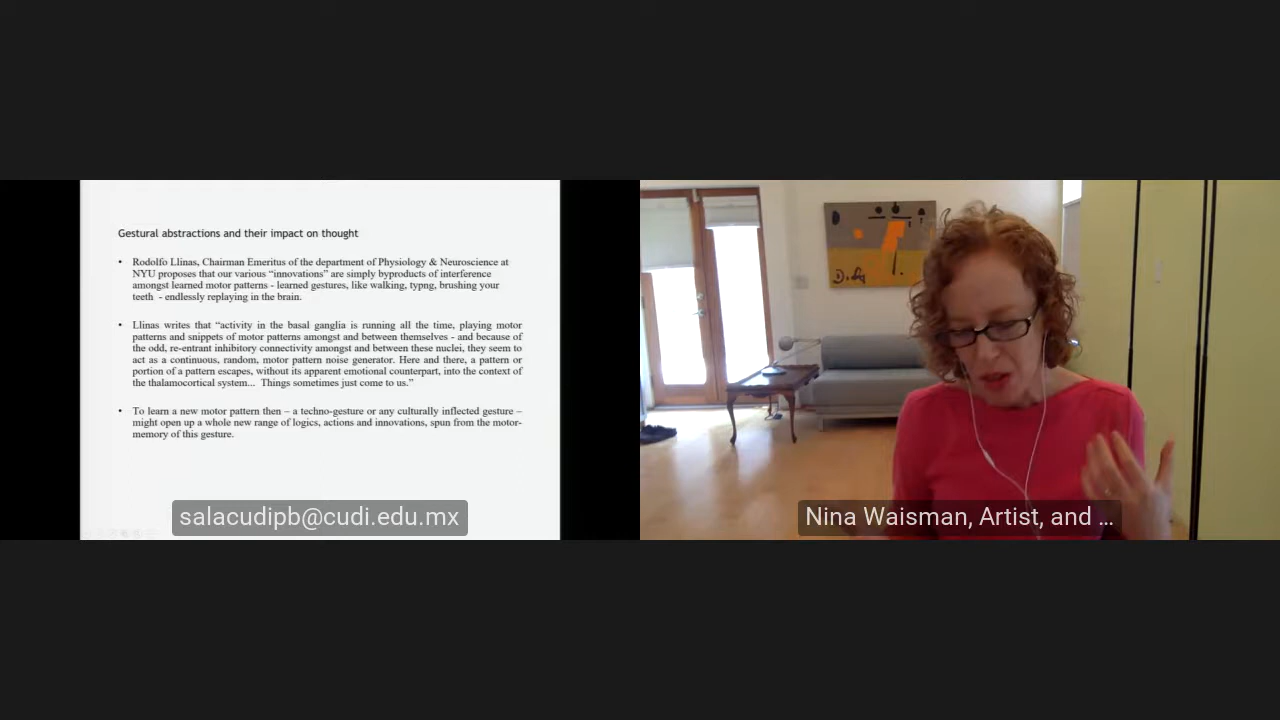 Gestural abstractions and their impact on thought
• Rodolfo Llinas, Chairman Emeritus of the department of Physiology & Neuroscience at
NYU proposes that our various “innovations” are simply byproducts of interference
amongst learned motor patterns - learned gestures, like walking, typng, brushing your
teeth - endlessly replaying in the brain.
• Llinas writes that “activity in the basal ganglia is running all the time, playing motor
patterns and snippets of motor patterns amongst and between themselves - and because of
the odd, re-entrant inhibitory connectivity amongst and between these nuclei, they seem to
act as a continuous, random, motor pattern noise generator. Here and there, a pattern or
portion of a pattern escapes, without its apparent emotional counterpart, into the context of
the thalamocortical system... Things sometimes just come to us.”
• To learn a new motor pattern then – a techno-gesture or any culturally inflected gesture –
might open up a whole new range of logics, actions and innovations, spun from the motor-
memory of this gesture.
salacudipb@cudi.edu.mx
Nina Waisman, Artist, and ...